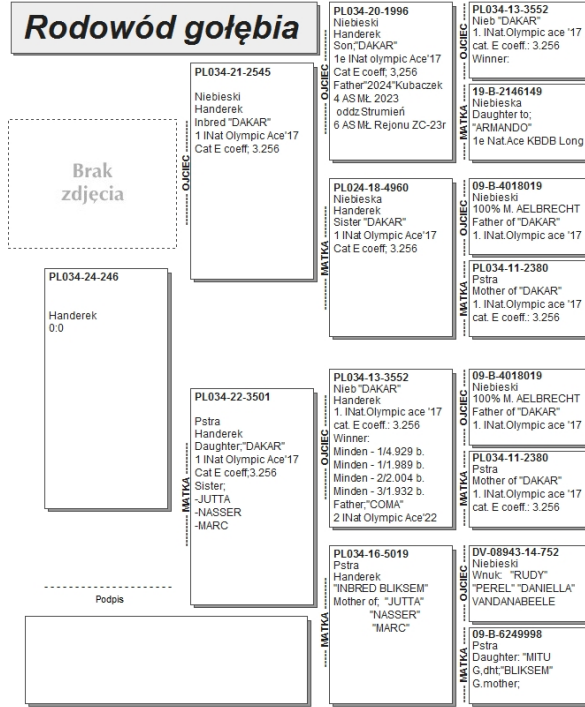 Rodowód gołębia
Brak
zdjęcia
PL034-24-246
Handerek
0:0
Podpis
OJCIEC
PL034-21-2545
Niebieski
Handerek
Inbred "DAKAR"
1 INat Olympic Ace'17
Cat E coeff; 3.256
MATKA
PL034-22-3501
Pstra
Handerek
Daughter;"DAKAR"
1 INat Olympic Ace'17
Cat E coeff;3.256
Sister;
-JUTTA
-NASSER
-MARC
OJCIEC
PL034-20-1996
Niebieski
Handerek
Son;"DAKAR"
1e INat olympic Ace'17
Cat E coeff; 3,256
Father"2024"Kubaczek
4 AS MŁ 2023
oddz.Strumień
6 AS MŁ Rejonu ZC-23r
MATKA
PL024-18-4960
Niebieska
Handerek
Sister "DAKAR"
1 INat Olympic Ace'17
Cat E coeff; 3.256
OJCIEC
PL034-13-3552
Nieb "DAKAR"
Handerek
1. INat.Olympic ace '17
cat. E coeff.: 3.256
Winner:
Minden - 1/4.929 b.
Minden - 1/1.989 b.
Minden - 2/2.004 b.
Minden - 3/1.932 b.
Father;"COMA"
2 INat Olympic Ace'22
MATKA
PL034-16-5019
Pstra
Handerek
"INBRED BLIKSEM"
Mother of; "JUTTA"
"NASSER"
"MARC"
OJCIEC
PL034-13-3552
Nieb "DAKAR"
1. INat.Olympic ace '17
cat. E coeff.: 3.256
Winner:
MATKA
19-B-2146149
Niebieska
Daughter to;
"ARMANDO"
1e Nat.Ace KBDB Long
OJCIEC
09-B-4018019
Niebieski
100% M. AELBRECHT
Father of "DAKAR"
1. INat.Olympic ace '17
MATKA
PL034-11-2380
Pstra
Mother of "DAKAR"
1. INat.Olympic ace '17
cat. E coeff.: 3.256
OJCIEC
09-B-4018019
Niebieski
100% M. AELBRECHT
Father of "DAKAR"
1. INat.Olympic ace '17
MATKA
PL034-11-2380
Pstra
Mother of "DAKAR"
1. INat.Olympic ace '17
cat. E coeff.: 3.256
OJCIEC
DV-08943-14-752
Niebieski
Wnuk: "RUDY"
"PEREL" "DANIELLA"
VANDANABEELE
MATKA
09-B-6249998
Pstra
Daughter: "MITU
G,dht;"BLIKSEM"
G.mother;